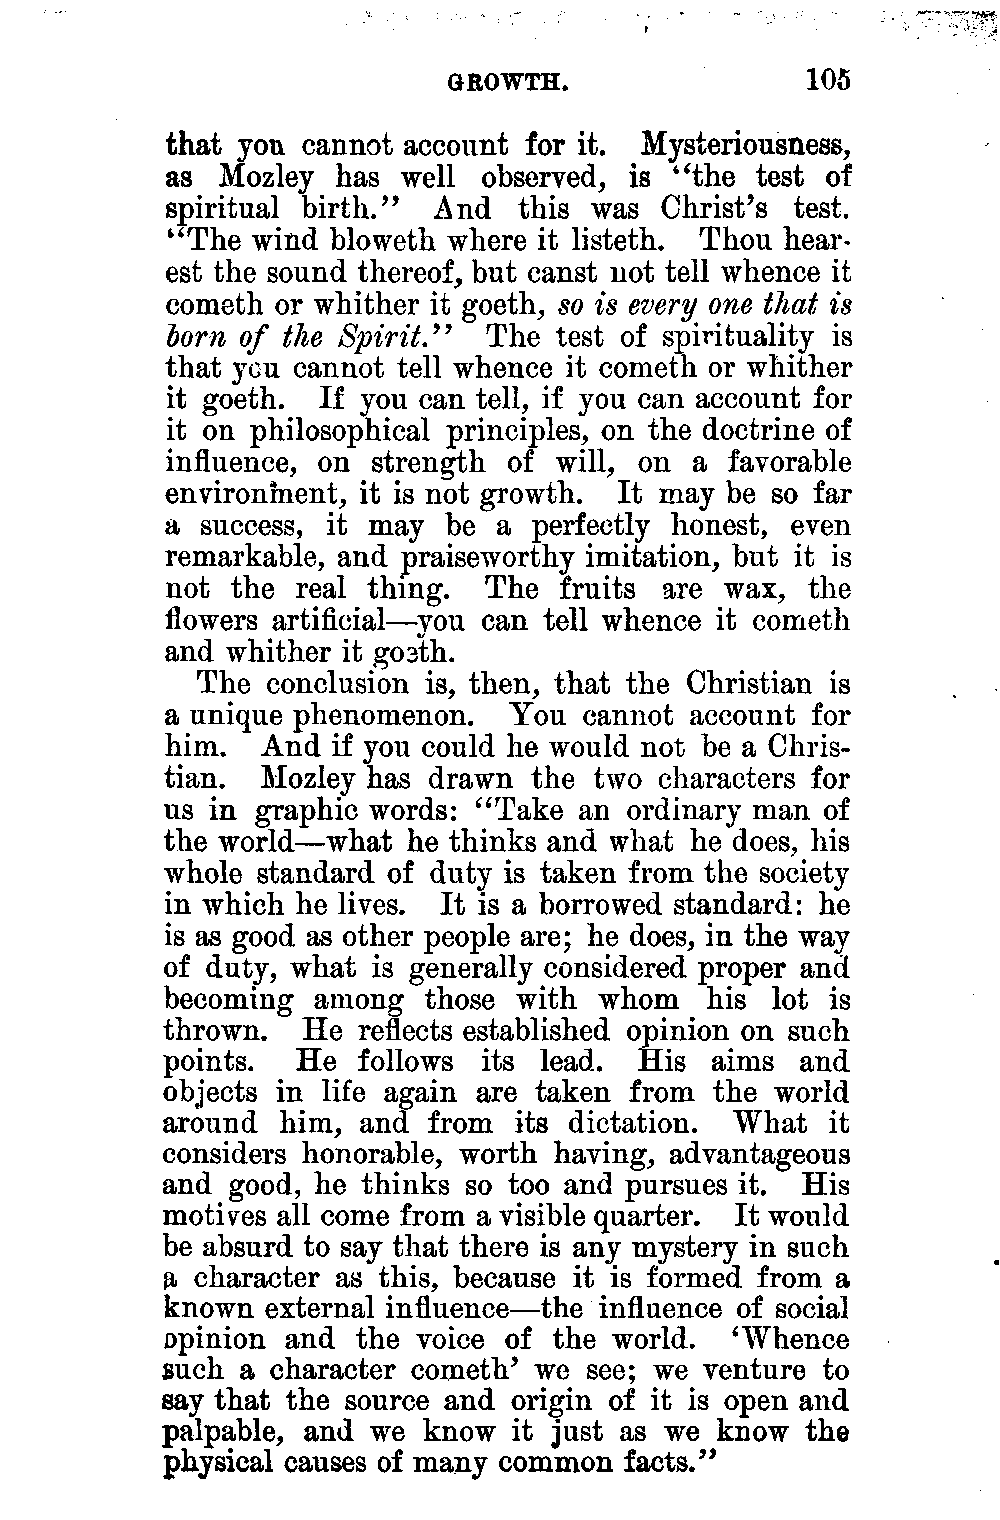 GROWTH. 105
that you cannot account for it. Mysteriousness,
as Mozley has well observed, is “the test of
spiritual birth.” And this was Christ’s test.
“The wind bloweth where it listeth. Thou hear-
est the sound thereof, but canst not tell whence it
cometh or whither it goeth, so is every one that is
born of the Spirit.” The test of spirituality is
that you cannot tell whence it cometh or whither
it goeth. If you can tell, if you can account for
it on philosophical principles, on the doctrine of
influence, on strength of will, on a favorable
environment, it is not growth. It may be so far
a success, it may be a perfectly honest, even
remarkable, and praiseworthy imitation, but it is
not the real thing. The fruits are wax, the
flowers artificial—you can tell whence it cometh
and whither it goeth.
The conclusion is, then, that the Christian is
a unique phenomenon. You cannot account for
him. And if you could he would not be a Chris-
tian. Mozley has drawn the two characters for
us in graphic words: “Take an ordinary man of
the world—what he thinks and what he does, his
whole standard of duty is taken from the society
in which he lives. It is a borrowed standard: he
is as good as other people are; he does, in the way
of duty, what is generally considered proper and
becoming among those with whom his lot is
thrown. He reflects established opinion on such
points. He follows its lead. His aims and
objects in life again are taken from the world
around him, and from its dictation. What it
considers honorable, worth having, advantageous
and good, he thinks so too and pursues it. His
motives all come from a visible quarter. It would
be absurd to say that there is any mystery in such
a character as this, because it is formed from a
known external influence—the influence of social
opinion and the voice of the world. ‘Whence
such a character cometh’ we see; we venture to
say that the source and origin of it is open and
palpable, and we know it just as we know the
physical causes of many common facts.”